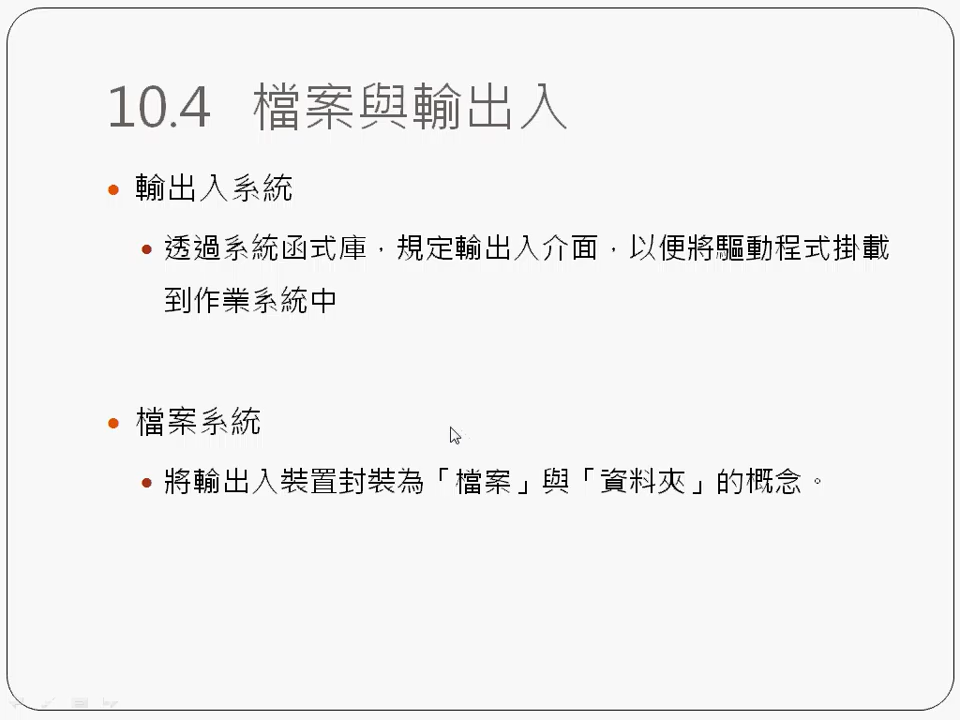 10.4 檔案與輸出入
• 輸出入系統
• 透過系統函式庫，規定輸出入介面，以便將驅動程式掛載
到作業系統中
• 檔案系統
• 將輸出入裝置封裝為「檔案」與「資料夾」的概念。